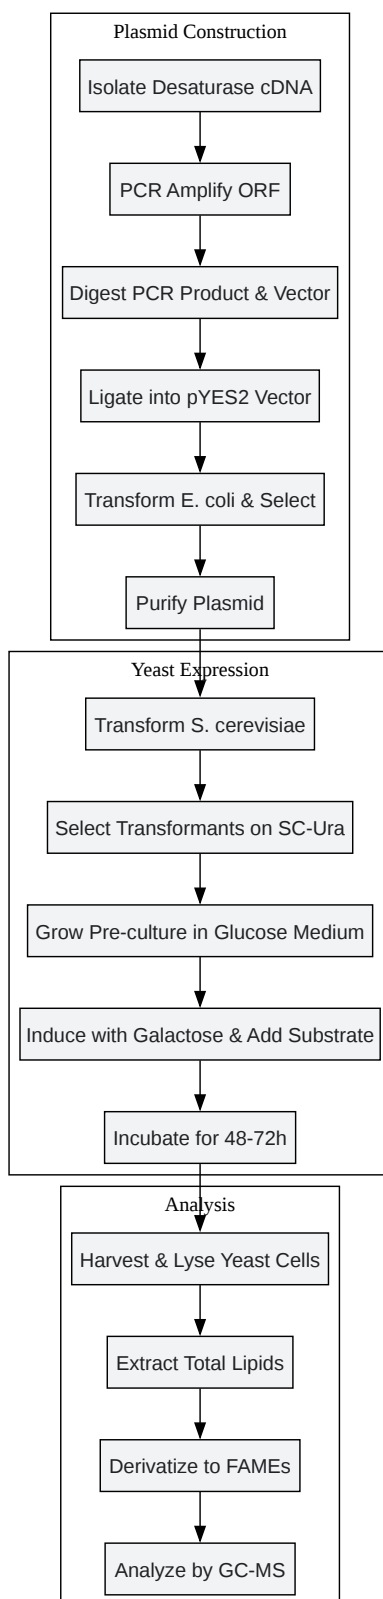 Plasmid Construction
Isolate Desaturase cDNA
PCR Amplify ORF
Digest PCR Product & Vector
Ligate into pYES2 Vector
Transform E. coli & Select
Purify Plasmid
Yeast Expression
Transform S. cerevisiae
Select Transformants on SC-Ura
Grow Pre-culture in Glucose Medium
Induce with Galactose & Add Substrate
Incubate for 48-72h
Analysis
Harvest & Lyse Yeast Cells
Extract Total Lipids
Derivatize to FAMEs
Analyze by GC-MS